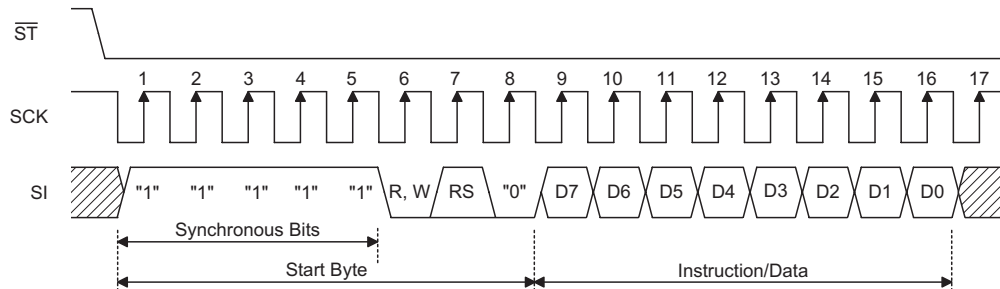 ST
1 2 3 4 5 6 7 8 9 10 11 12 13 14 15 16 17
SCK
SI "1" "1" "1" "1" "1" R, W RS "0" D7 D6 D5 D4 D3 D2 D1 D0
Synchronous Bits
Start Byte Instruction/Data